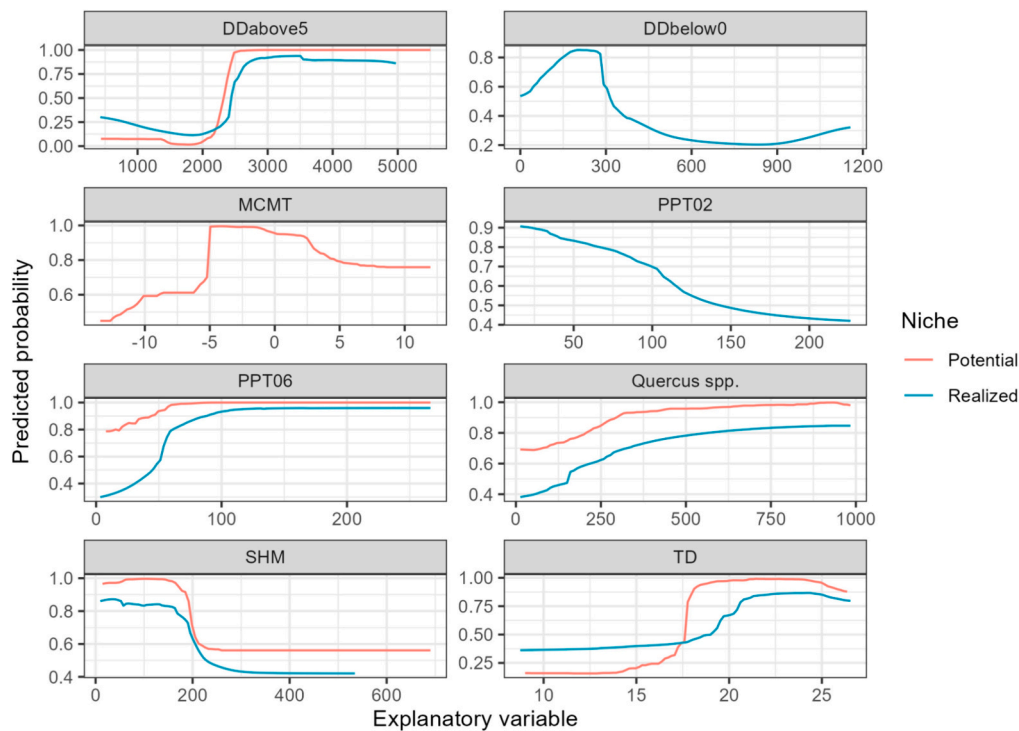 DDabove5
DDbelow0
1.00
0.75
0.50
0.25
0.00
1000 2000 3000 4000 5000
0.8
0.6
0.4
0.2
0 300 600 900 1200
MCMT
PPT02
1.0
0.8
0.6
-10 -5 0 5 10
0.9
0.8
0.7
0.6
0.5
0.4
50 100 150 200
PPT06
Quercus spp.
1.0
0.8
0.6
0.4
0 100 200
1.0
0.8
0.6
0.4
0 250 500 750 1000
SHM
TD
1.0
0.8
0.6
0.4
0 200 400 600
1.00
0.75
0.50
0.25
10 15 20 25
Predicted probability
Explanatory variable
Niche
Potential
Realized